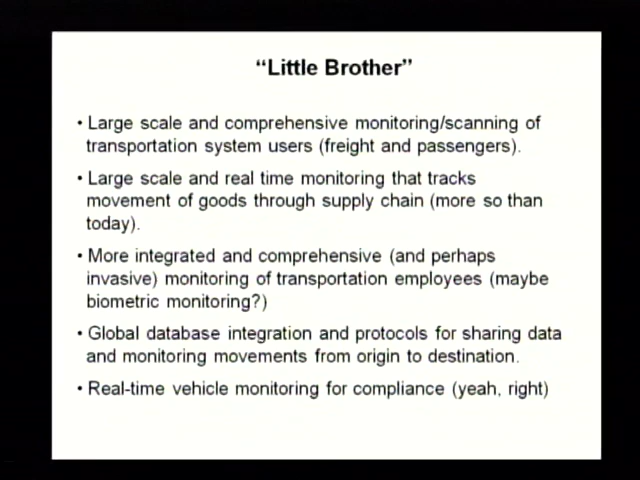 “Little Brother”
• Large scale and comprehensive monitoring/scanning of
transportation system users (freight and passengers).
• Large scale and real time monitoring that tracks
movement of goods through supply chain (more so than
today).
• More integrated and comprehensive (and perhaps
invasive) monitoring of transportation employees (maybe
biometric monitoring?)
• Global database integration and protocols for sharing data
and monitoring movements from origin to destination.
• Real-time vehicle monitoring for compliance (yeah, right)